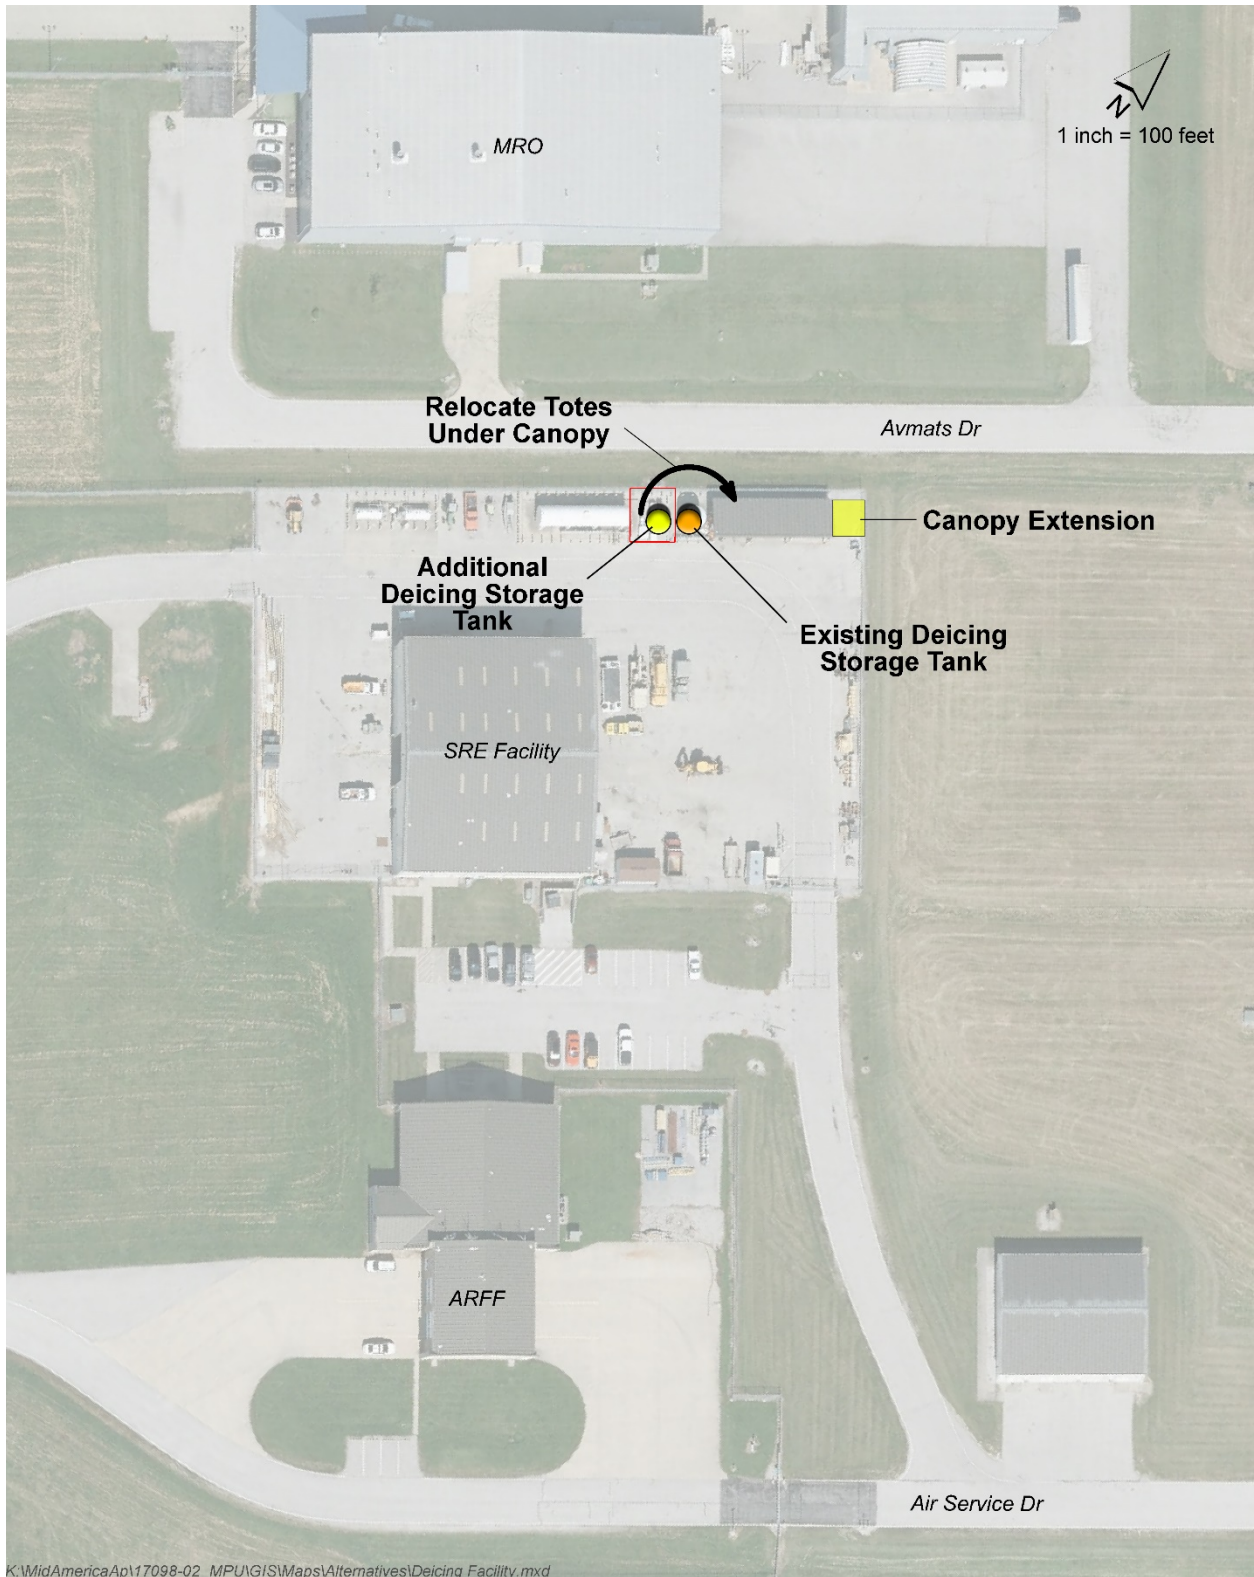 MRO
N
1 inch = 100 feet
Relocate Totes
Under Canopy
Avmats Dr
Canopy Extension
Additional
Deicing Storage
Tank
Existing Deicing
Storage Tank
SRE Facility
ARFF
Air Service Dr
K:\MidAmericaAp\17098-02_MPU\GIS\Maps\Alternatives\Deicing Facility.mxd